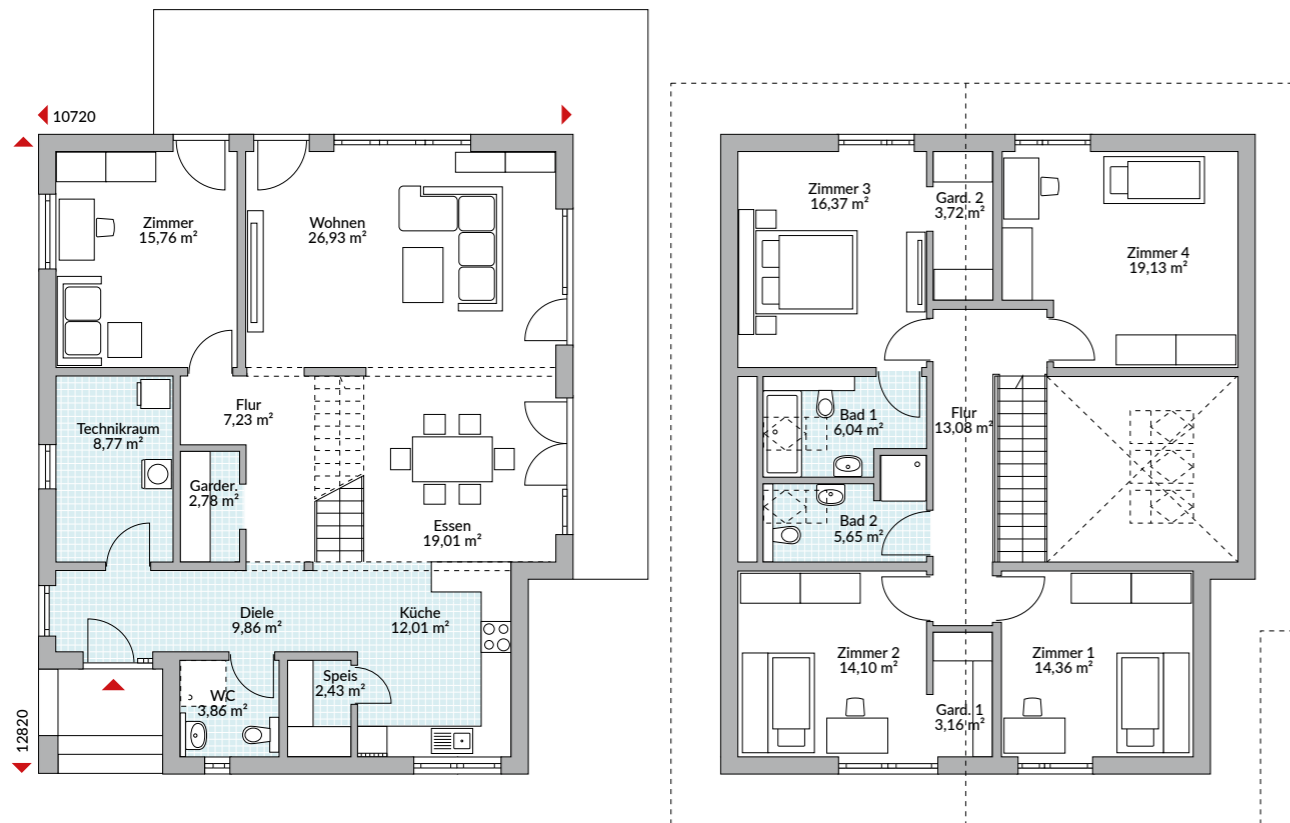 10720
Zimmer
15,76 m²
Wohnen
26,93 m²
Flur
7,23 m²
Technikraum
8,77 m²
Garder.
2,78 m²
Essen
19,01 m²
Diele
9,86 m²
Küche
12,01 m²
WC
3,86 m²
Speis
2,43 m²
12820
Zimmer 3
16,37 m²
Gard. 2
3,72 m²
Zimmer 4
19,13 m²
Bad 1
6,04 m²
Flur
13,08 m²
Bad 2
5,65 m²
Zimmer 2
14,10 m²
Gard. 1
3,16 m²
Zimmer 1
14,36 m²